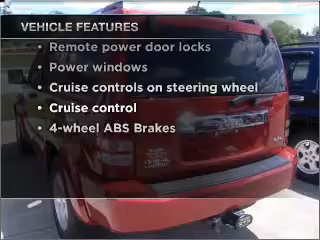 VEHICLE FEATURES
• Remote power door locks
• Power windows
• Cruise controls on steering wheel
• Cruise control
• 4-wheel ABS Brakes